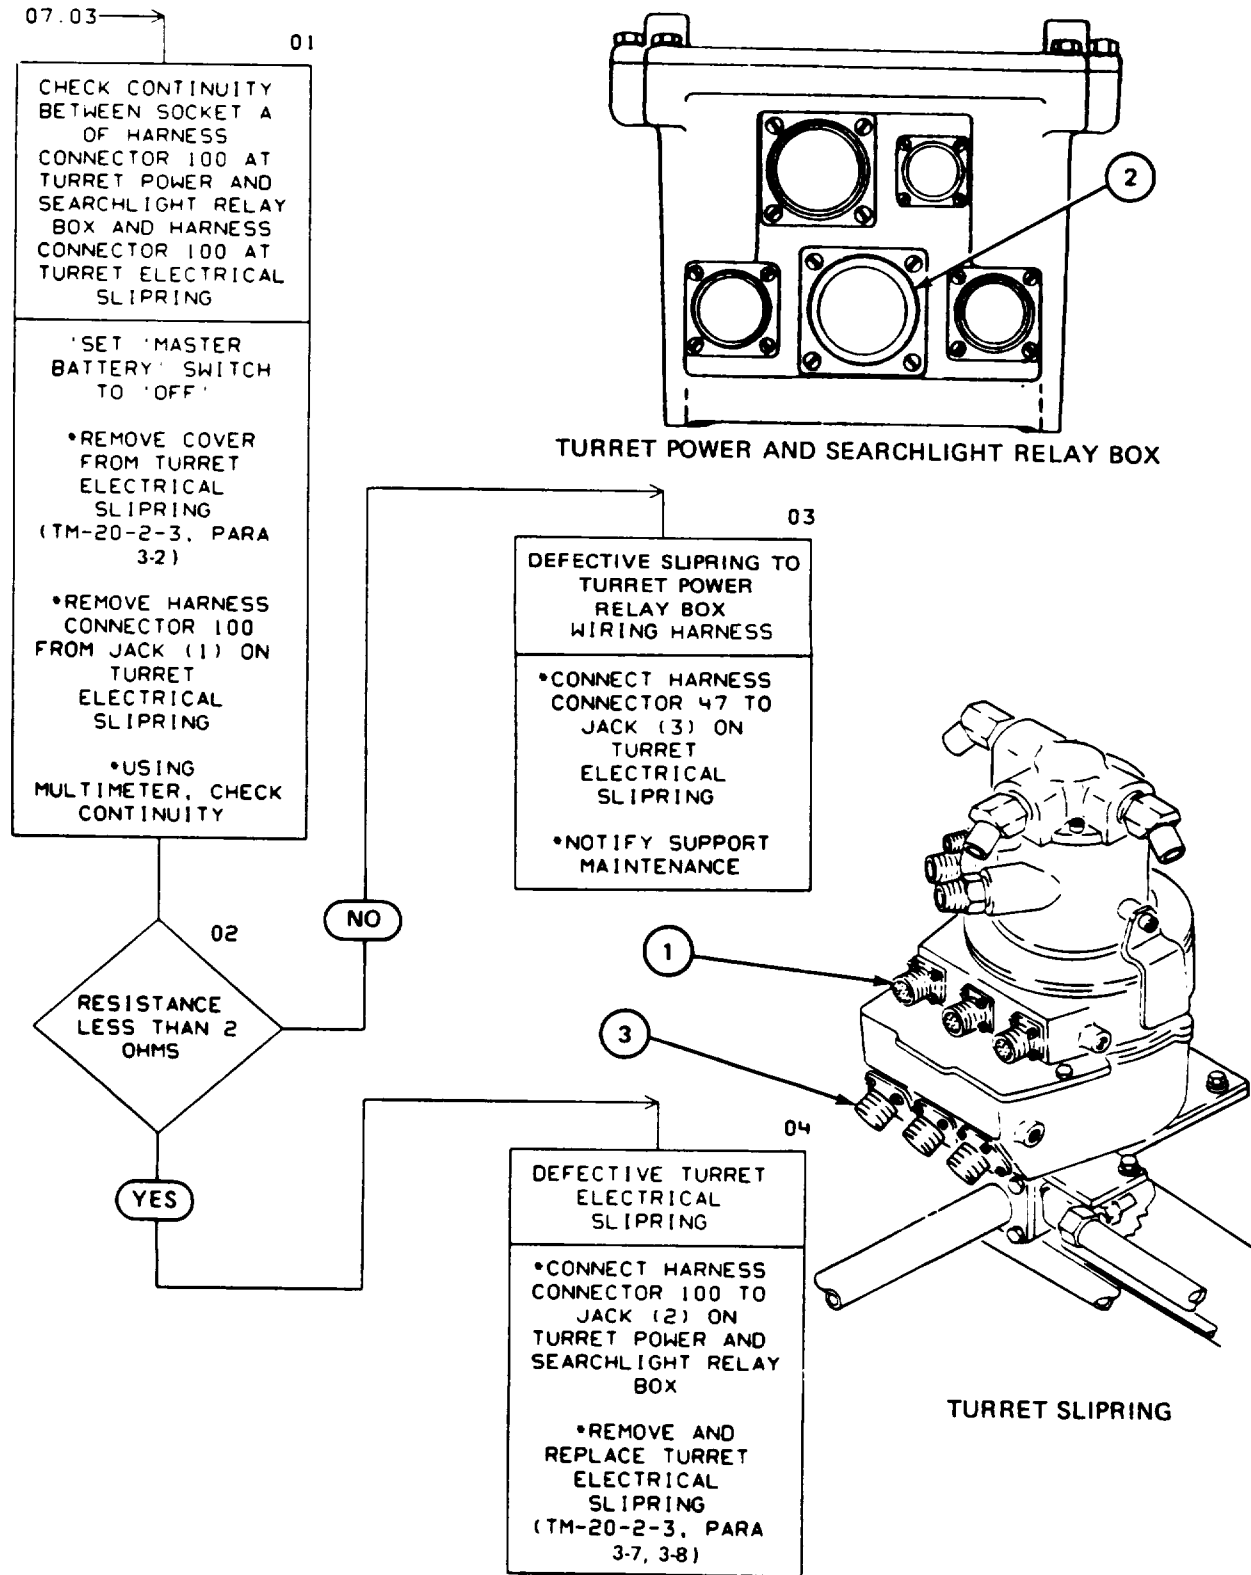 07.03
01
CHECK CONTINUITY
BETWEEN SOCKET A
OF HARNESS
CONNECTOR 100 AT
TURRET POWER AND
SEARCHLIGHT RELAY
BOX AND HARNESS
CONNECTOR 100 AT
TURRET ELECTRICAL
SLIPRING
'SET 'MASTER
BATTERY' SWITCH
TO 'OFF'
•REMOVE COVER
FROM TURRET
ELECTRICAL
SLIPRING
(TM-20-2-3, PARA
3-2)
•REMOVE HARNESS
CONNECTOR 100
FROM JACK (1) ON
TURRET
ELECTRICAL
SLIPRING
•USING
MULTIMETER, CHECK
CONTINUITY
02
RESISTANCE
LESS THAN 2
OHMS
NO
YES
2
TURRET POWER AND SEARCHLIGHT RELAY BOX
03
DEFECTIVE SLIPRING TO
TURRET POWER
RELAY BOX
WIRING HARNESS
•CONNECT HARNESS
CONNECTOR 47 TO
JACK (3) ON
TURRET
ELECTRICAL
SLIPRING
•NOTIFY SUPPORT
MAINTENANCE
1
3
04
DEFECTIVE TURRET
ELECTRICAL
SLIPRING
•CONNECT HARNESS
CONNECTOR 100 TO
JACK (2) ON
TURRET POWER AND
SEARCHLIGHT RELAY
BOX
•REMOVE AND
REPLACE TURRET
ELECTRICAL
SLIPRING
(TM-20-2-3, PARA
3-7, 3-8)
TURRET SLIPRING